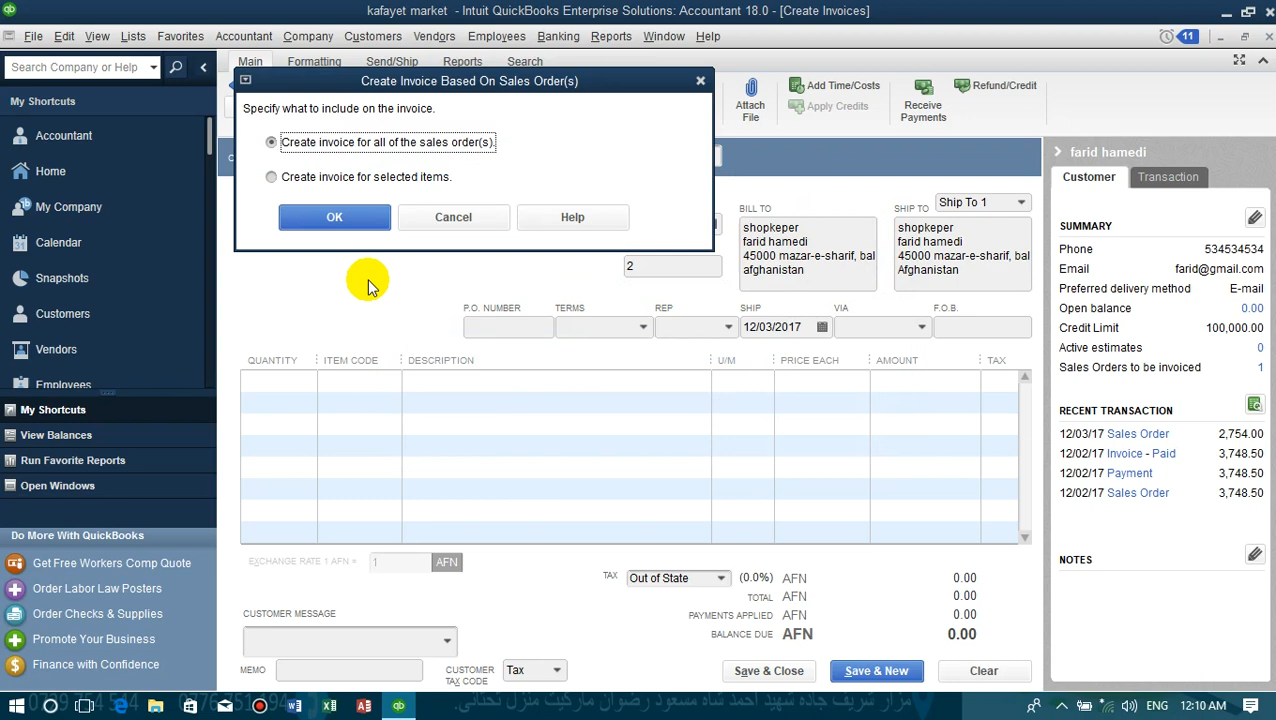 kafayet market - Intuit QuickBooks Enterprise Solutions: Accountant 18.0 - [Create Invoices]
File Edit View Lists Favorites Accountant Company Customers Vendors Employees Banking Reports Window Help
11
Search Company or Help
Main Formatting Send/Ship Reports Search
Create Invoice Based On Sales Order(s)
Specify what to include on the invoice.
Create invoice for all of the sales order(s).
Create invoice for selected items.
OK Cancel Help
Attach File
Add Time/Costs
Apply Credits
Receive Payments
Refund/Credit
My Shortcuts
Accountant
Home
My Company
Calendar
Snapshots
Customers
Vendors
Employees
My Shortcuts
View Balances
Run Favorite Reports
Open Windows
Do More With QuickBooks
Get Free Workers Comp Quote
Order Labor Law Posters
Order Checks & Supplies
Promote Your Business
Finance with Confidence
2
BILL TO
shopkeper
farid hamedi
45000 mazar-e-sharif, bal
afghanistan
SHIP TO Ship To 1
shopkeper
farid hamedi
45000 mazar-e-sharif, bal
Afghanistan
P.O. NUMBER TERMS REP SHIP VIA F.O.B.
12/03/2017
QUANTITY ITEM CODE DESCRIPTION U/M PRICE EACH AMOUNT TAX
EXCHANGE RATE 1 AFN = 1 AFN
TAX Out of State (0.0%) AFN 0.00
TOTAL AFN 0.00
PAYMENTS APPLIED AFN 0.00
BALANCE DUE AFN 0.00
CUSTOMER MESSAGE
MEMO
CUSTOMER TAX CODE Tax
Save & Close Save & New Clear
farid hamedi
Customer Transaction
SUMMARY
Phone 534534534
Email farid@gmail.com
Preferred delivery method E-mail
Open balance 0.00
Credit Limit 100,000.00
Active estimates 0
Sales Orders to be invoiced 1
RECENT TRANSACTION
12/03/17 Sales Order 2,754.00
12/02/17 Invoice - Paid 3,748.50
12/02/17 Payment 3,748.50
12/02/17 Sales Order 3,748.50
NOTES
مزار شریف جاده شهید احمد شاه مسعود رضوان مارکیت منزل تحتانی
ENG 12:10 AM